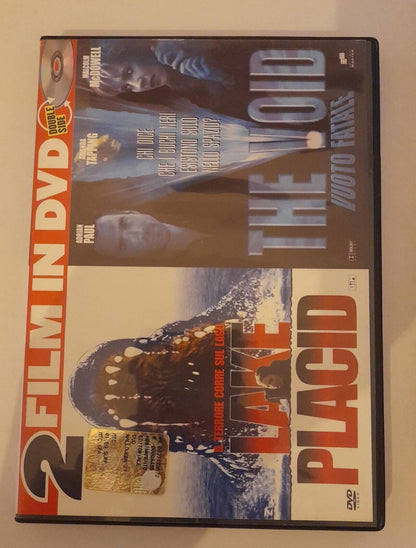 2 FILM IN DVD
DOUBLE
SIDE
MALCOLM
McDOWELL
AMANDA
TAPPING
ADRIAN
PAUL
CHI DICE
CHE I BUCHI NERI
ESISTONO SOLO
NELLO SPAZIO?
THE VOID
VUOTO FATALE
IL TERRORE CORRE SUL LAGO
LAKE
PLACID
DVD